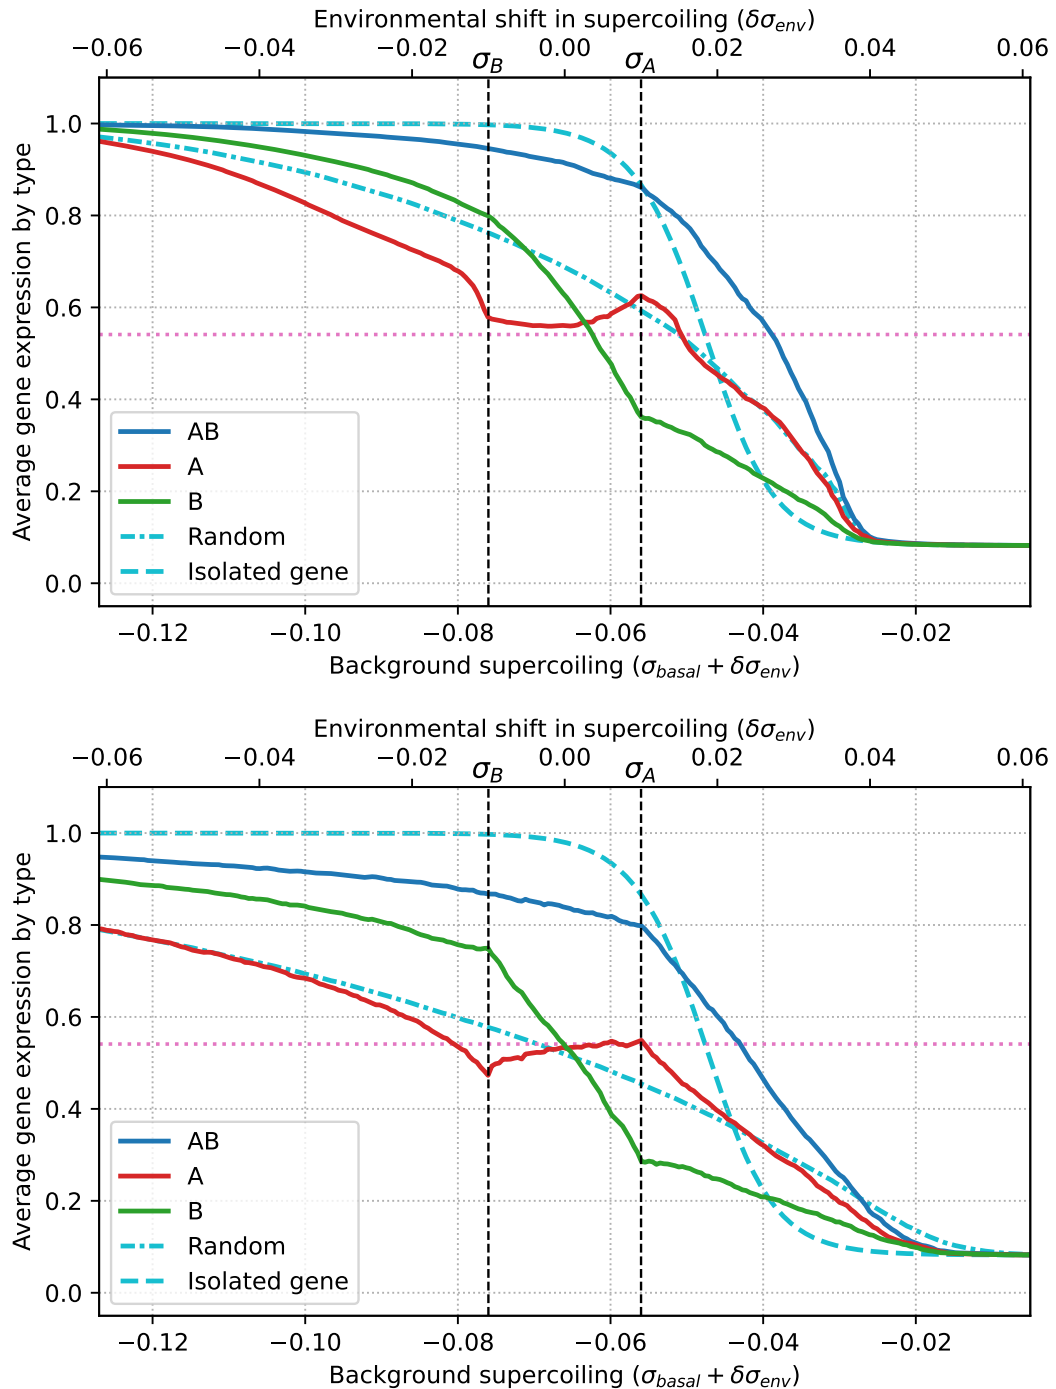 Environmental shift in supercoiling (δσ_env)
−0.06 −0.04 −0.02 0.00 0.02 0.04 0.06
σ_B σ_A
Average gene expression by type
1.0
0.8
0.6
0.4
0.2
0.0
AB
A
B
Random
Isolated gene
−0.12 −0.10 −0.08 −0.06 −0.04 −0.02
Background supercoiling (σ_basal + δσ_env)
Environmental shift in supercoiling (δσ_env)
−0.06 −0.04 −0.02 0.00 0.02 0.04 0.06
σ_B σ_A
Average gene expression by type
1.0
0.8
0.6
0.4
0.2
0.0
AB
A
B
Random
Isolated gene
−0.12 −0.10 −0.08 −0.06 −0.04 −0.02
Background supercoiling (σ_basal + δσ_env)